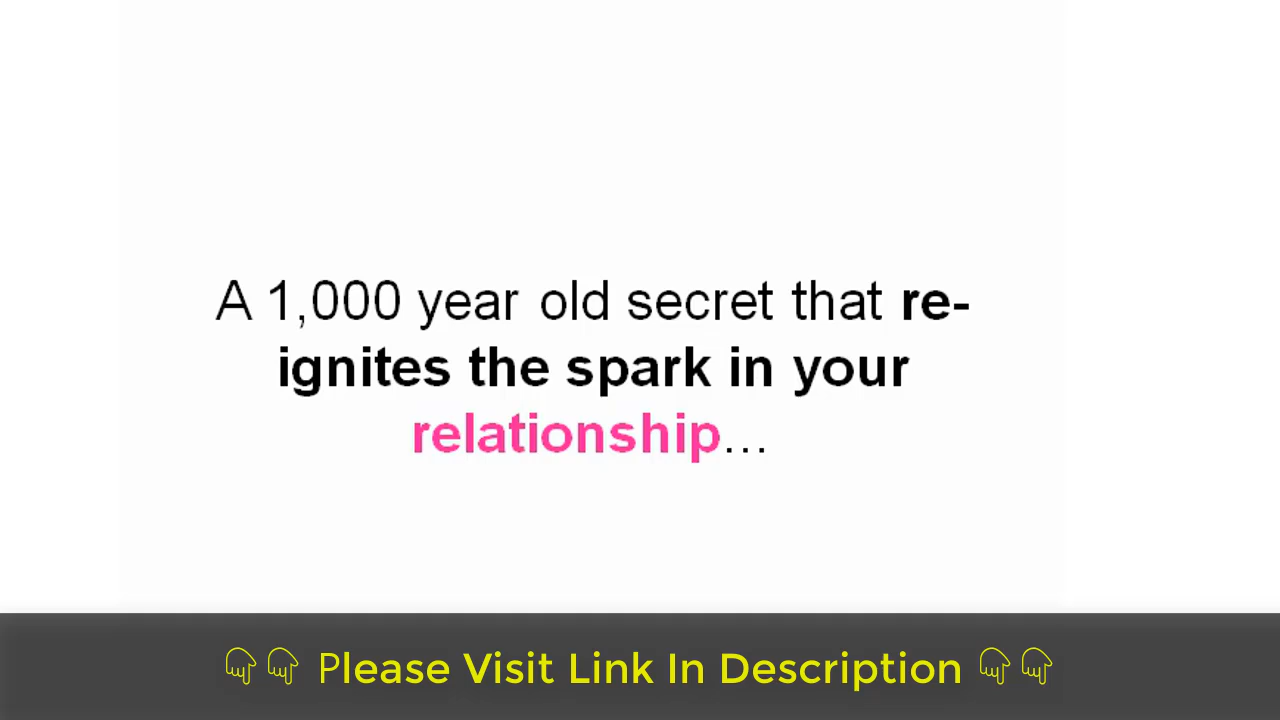 A 1,000 year old secret that re-
ignites the spark in your
relationship...
👇👇 Please Visit Link In Description 👇👇